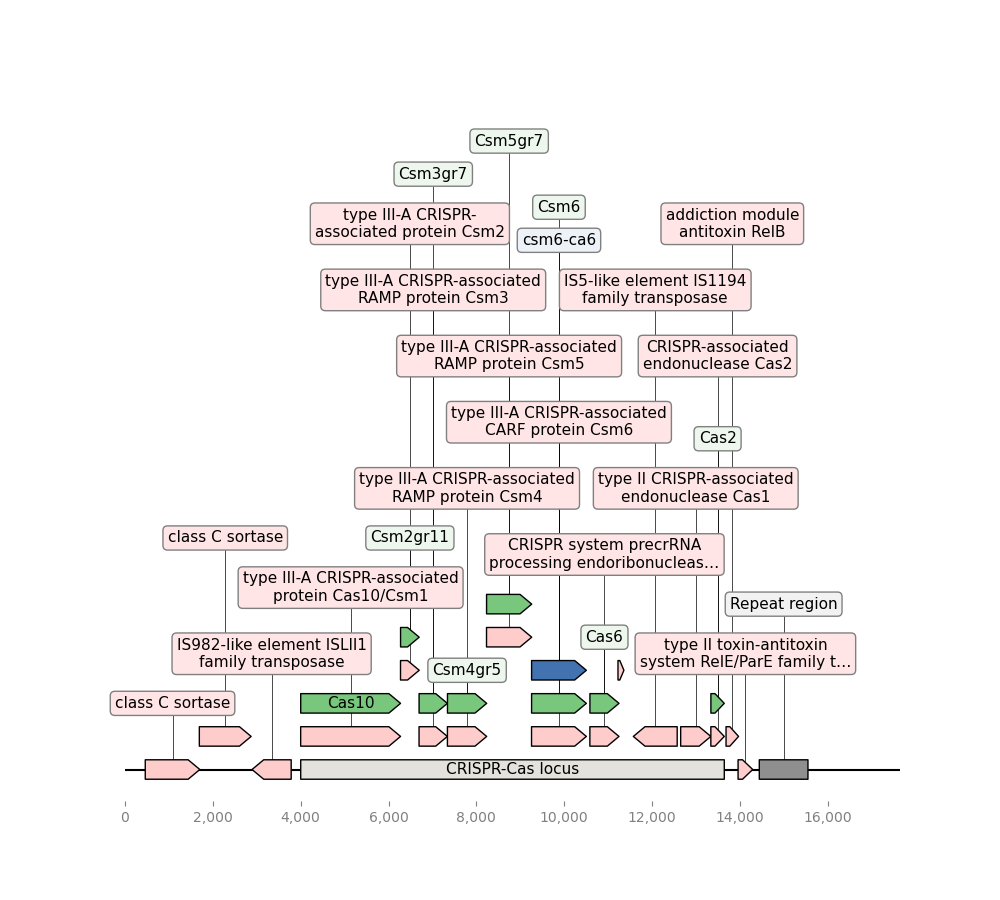 Csm5gr7
Csm3gr7
Csm6
type III-A CRISPR-
associated protein Csm2
addiction module
antitoxin RelB
csm6-ca6
type III-A CRISPR-associated
RAMP protein Csm3
IS5-like element IS1194
family transposase
type III-A CRISPR-associated
RAMP protein Csm5
CRISPR-associated
endonuclease Cas2
type III-A CRISPR-associated
CARF protein Csm6
Cas2
type III-A CRISPR-associated
RAMP protein Csm4
type II CRISPR-associated
endonuclease Cas1
class C sortase
Csm2gr11
CRISPR system precrRNA
processing endoribonucleas...
type III-A CRISPR-associated
protein Cas10/Csm1
Repeat region
Cas6
IS982-like element ISLII1
family transposase
type II toxin-antitoxin
system RelE/ParE family t...
Csm4gr5
class C sortase
Cas10
CRISPR-Cas locus
0
2,000
4,000
6,000
8,000
10,000
12,000
14,000
16,000